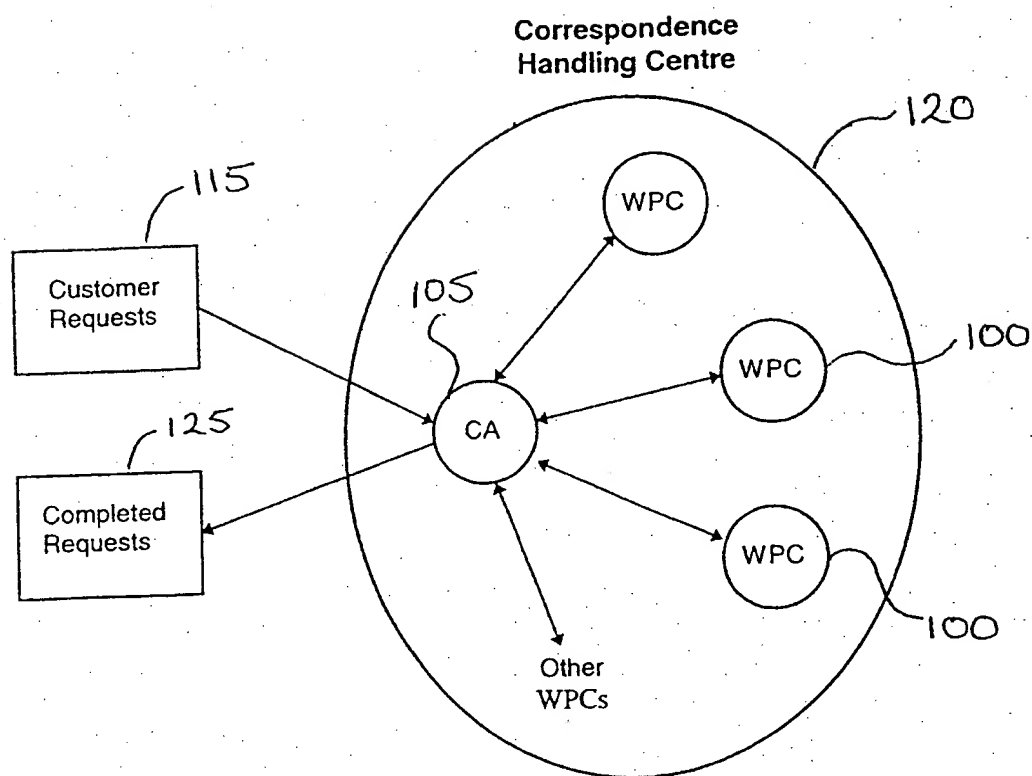 Correspondence
Handling Centre
120
115
WPC
Customer
Requests
105
100
WPC
CA
125
Completed
Requests
WPC
100
Other
WPCs